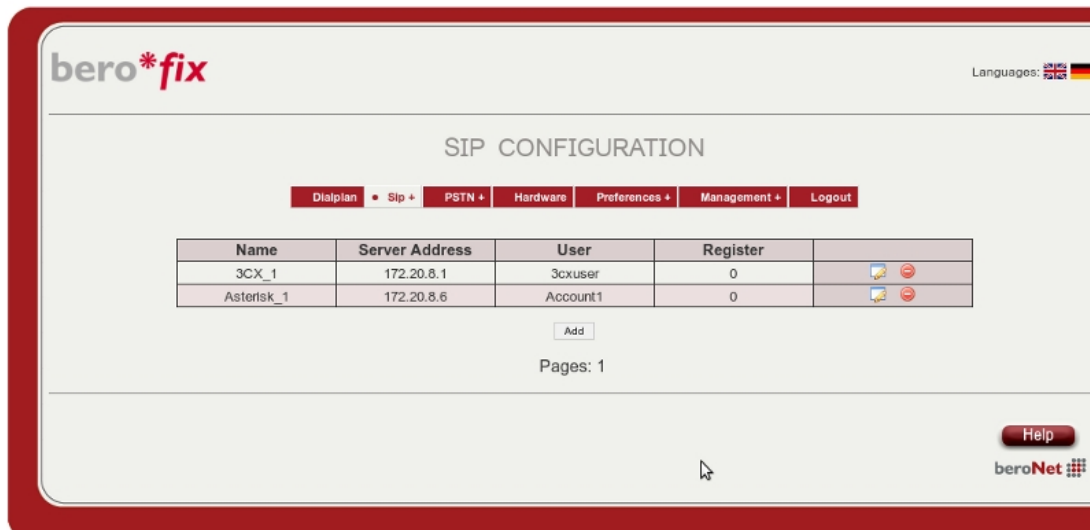 bero*fix
Languages:
SIP CONFIGURATION
Dialplan • Sip + PSTN + Hardware Preferences + Management + Logout
Name Server Address User Register
3CX_1 172.20.8.1 3cxuser 0
Asterisk_1 172.20.8.6 Account1 0
Add
Pages: 1
Help
beroNet